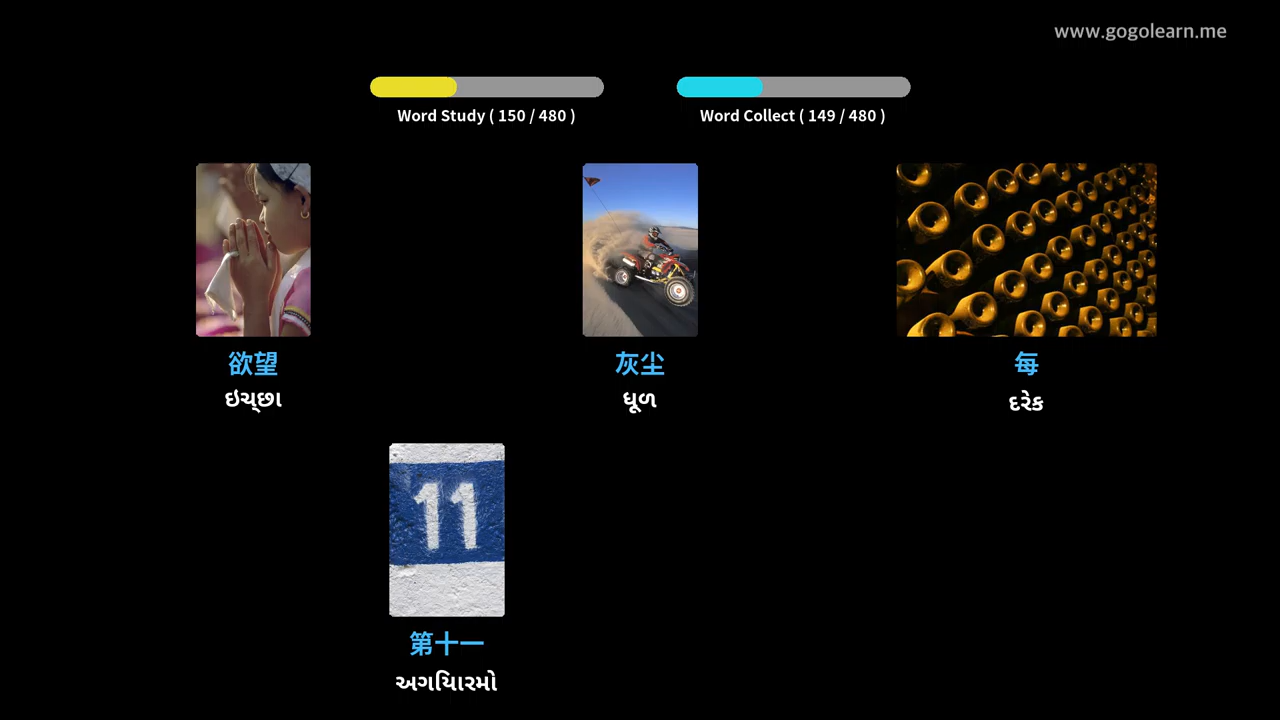 www.gogolearn.me
Word Study ( 150 / 480 )
Word Collect ( 149 / 480 )
欲望
ઇચ્છા
灰尘
ધૂળ
每
દરેક
11
第十一
અગિયારમો